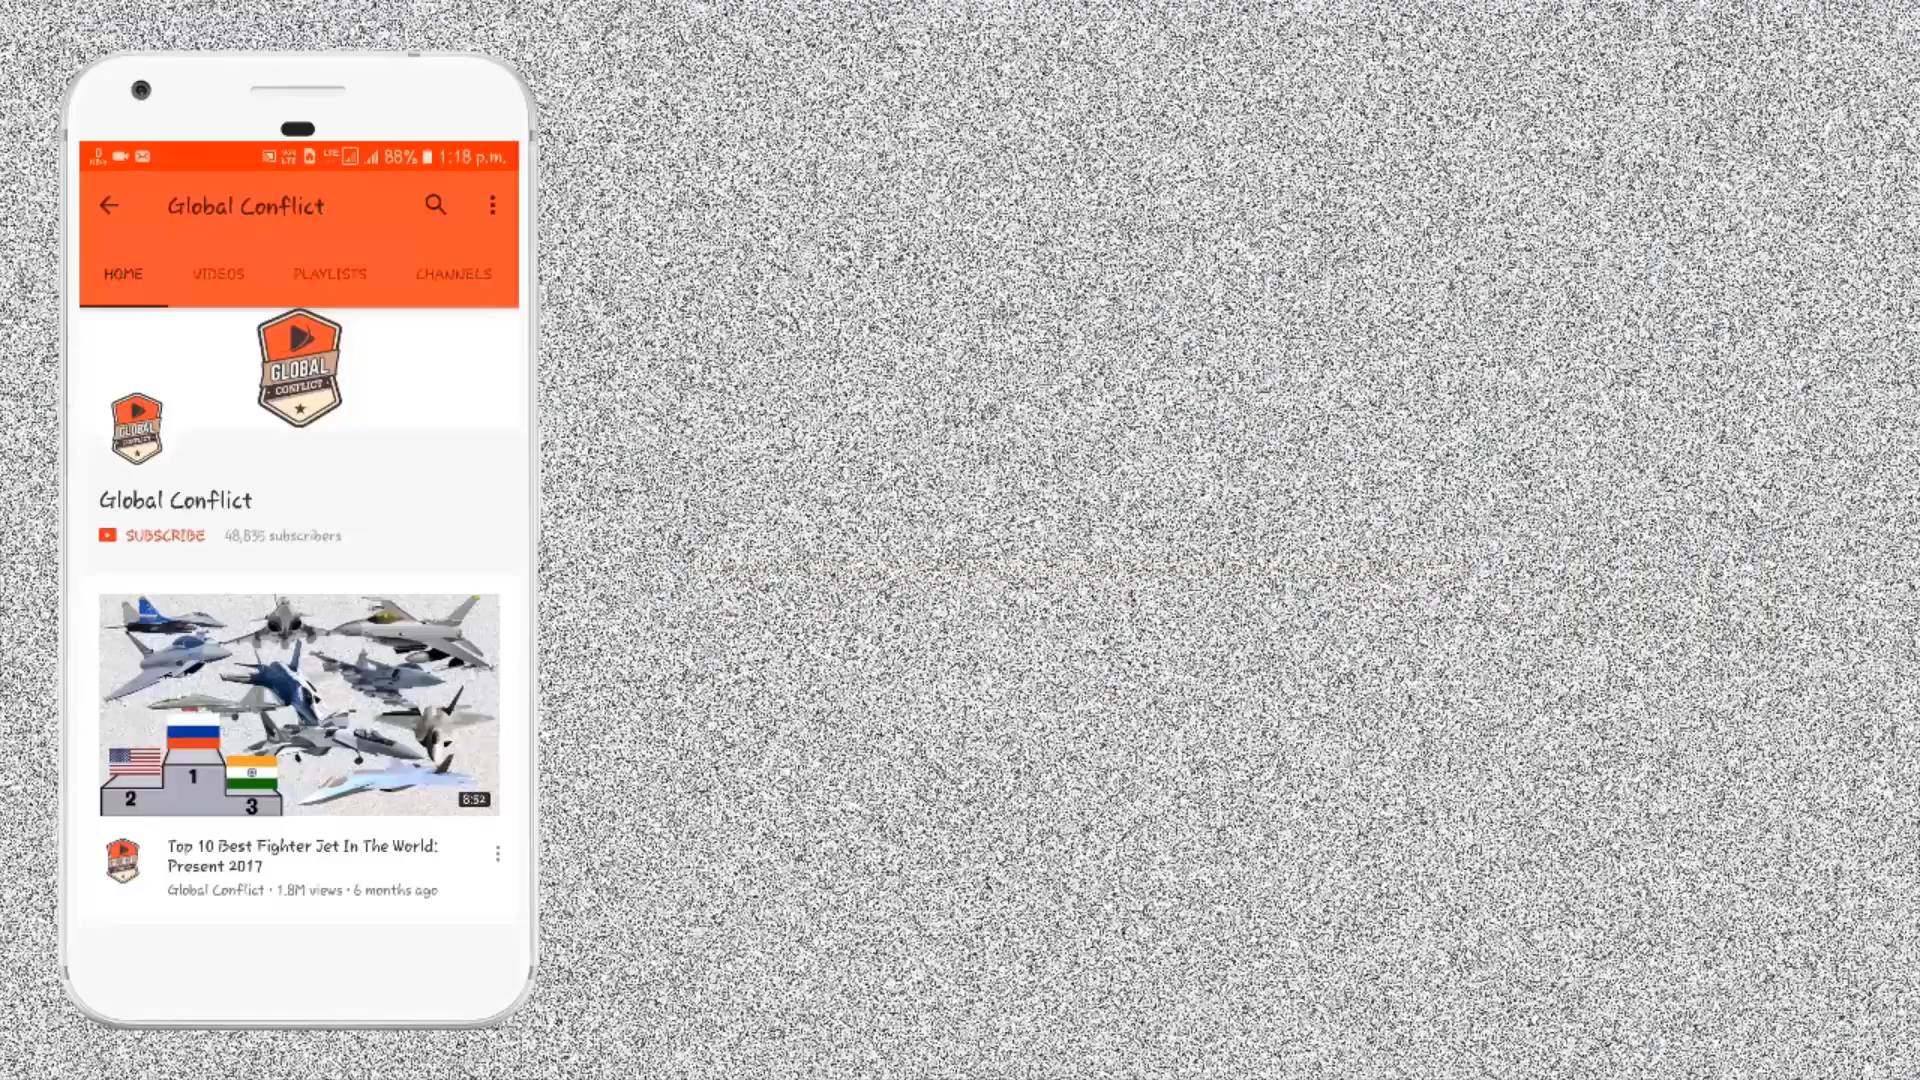 88% 1:18 p.m.
Global Conflict
HOME VIDEOS PLAYLISTS CHANNELS
GLOBAL
CONFLICT
GLOBAL
CONFLICT
Global Conflict
SUBSCRIBE 48,835 subscribers
1
2
3
8:52
Top 10 Best Fighter Jet In The World:
Present 2017
Global Conflict • 1.8M views • 6 months ago